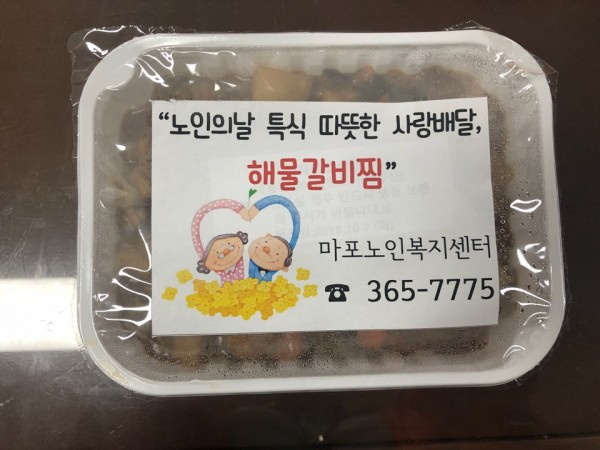 “노인의날 특식 따뜻한 사랑배달,
해물갈비찜”
마포노인복지센터
☎ 365-7775